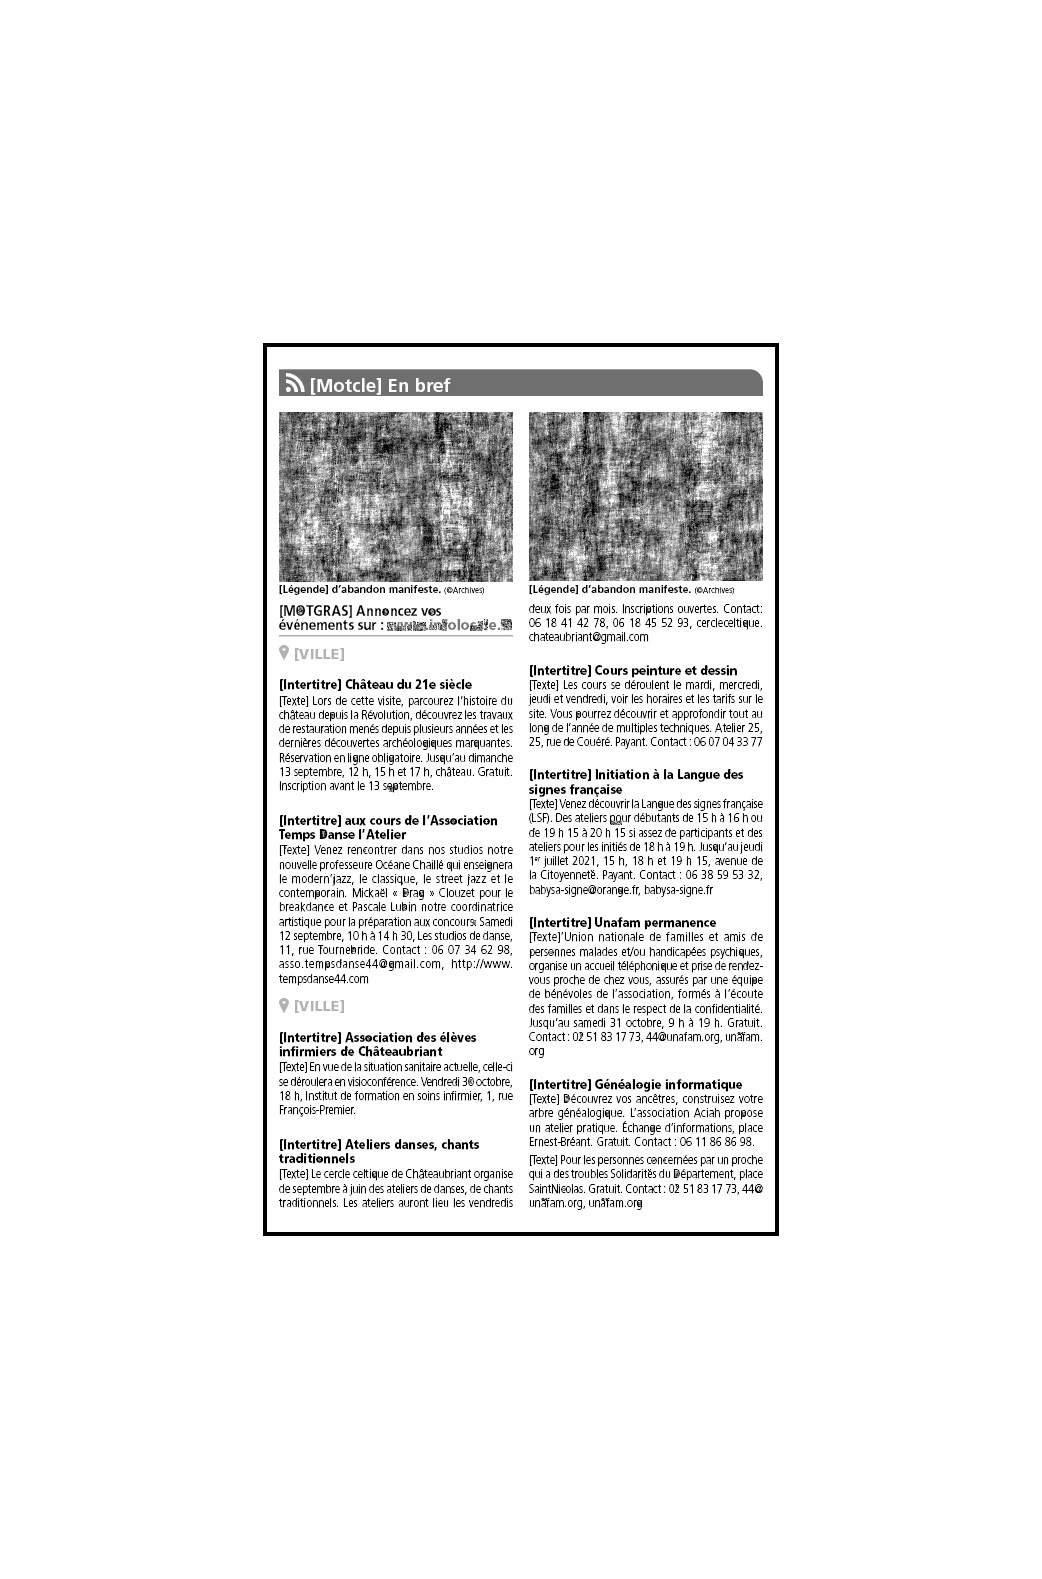 [Motcle] En bref
[Légende] d'abandon manifeste. (©Archives)
[MOTGRAS] Annoncez vos
événements sur :
[VILLE]
[Intertitre] Château du 21e siècle
[Texte] Lors de cette visite, parcourez l'histoire du
château depuis la Révolution, découvrez les travaux
de restauration menés depuis plusieurs années et les
dernières découvertes archéologiques marquantes.
Réservation en ligne obligatoire. Jusqu'au dimanche
13 septembre, 12 h, 15 h et 17 h, château. Gratuit.
Inscription avant le 13 septembre.
[Intertitre] aux cours de l'Association
Temps Danse l'Atelier
[Texte] Venez rencontrer dans nos studios notre
nouvelle professeure Océane Chaillé qui enseignera
le modern'jazz, le classique, le street jazz et le
contemporain. Mickaël « Prag » Clouzet pour le
breakdance et Pascale Lubin notre coordinatrice
artistique pour la préparation aux concours. Samedi
12 septembre, 10 h à 14 h 30, Les studios de danse,
11, rue Tournebride. Contact : 06 07 34 62 98,
asso.tempsdanse44@gmail.com, http://www.
tempsdanse44.com
[VILLE]
[Intertitre] Association des élèves
infirmiers de Châteaubriant
[Texte] En vue de la situation sanitaire actuelle, celle-ci
se déroulera en visioconférence. Vendredi 30 octobre,
18 h, Institut de formation en soins infirmier, 1, rue
François-Premier.
[Intertitre] Ateliers danses, chants
traditionnels
[Texte] Le cercle celtique de Châteaubriant organise
de septembre à juin des ateliers de danses, de chants
traditionnels. Les ateliers auront lieu les vendredis
[Légende] d'abandon manifeste. (©Archives)
deux fois par mois. Inscriptions ouvertes. Contact:
06 18 41 42 78, 06 18 45 52 93, cercleceltique.
chateaubriant@gmail.com
[Intertitre] Cours peinture et dessin
[Texte] Les cours se déroulent le mardi, mercredi,
jeudi et vendredi, voir les horaires et les tarifs sur le
site. Vous pourrez découvrir et approfondir tout au
long de l'année de multiples techniques. Atelier 25,
25, rue de Couéré. Payant. Contact : 06 07 04 33 77
[Intertitre] Initiation à la Langue des
signes française
[Texte] Venez découvrir la Langue des signes française
(LSF). Des ateliers pour débutants de 15 h à 16 h ou
de 19 h 15 à 20 h 15 si assez de participants et des
ateliers pour les initiés de 18 h à 19 h. Jusqu'au jeudi
1er juillet 2021, 15 h, 18 h et 19 h 15, avenue de
la Citoyenneté. Payant. Contact : 06 38 59 53 32,
babysa-signe@orange.fr, babysa-signe.fr
[Intertitre] Unafam permanence
[Texte]'Union nationale de familles et amis de
personnes malades et/ou handicapées psychiques,
organise un accueil téléphonique et prise de rendez-
vous proche de chez vous, assurés par une équipe
de bénévoles de l'association, formés à l'écoute
des familles et dans le respect de la confidentialité.
Jusqu'au samedi 31 octobre, 9 h à 19 h. Gratuit.
Contact : 02 51 83 17 73, 44@unafam.org, unafam.
org
[Intertitre] Généalogie informatique
[Texte] Découvrez vos ancêtres, construisez votre
arbre généalogique. L'association Aciah propose
un atelier pratique. Échange d'informations, place
Ernest-Bréant. Gratuit. Contact : 06 11 86 86 98.
[Texte] Pour les personnes concernées par un proche
qui a des troubles Solidarités du Département, place
SaintNicolas. Gratuit. Contact : 02 51 83 17 73, 44@
unafam.org, unafam.org